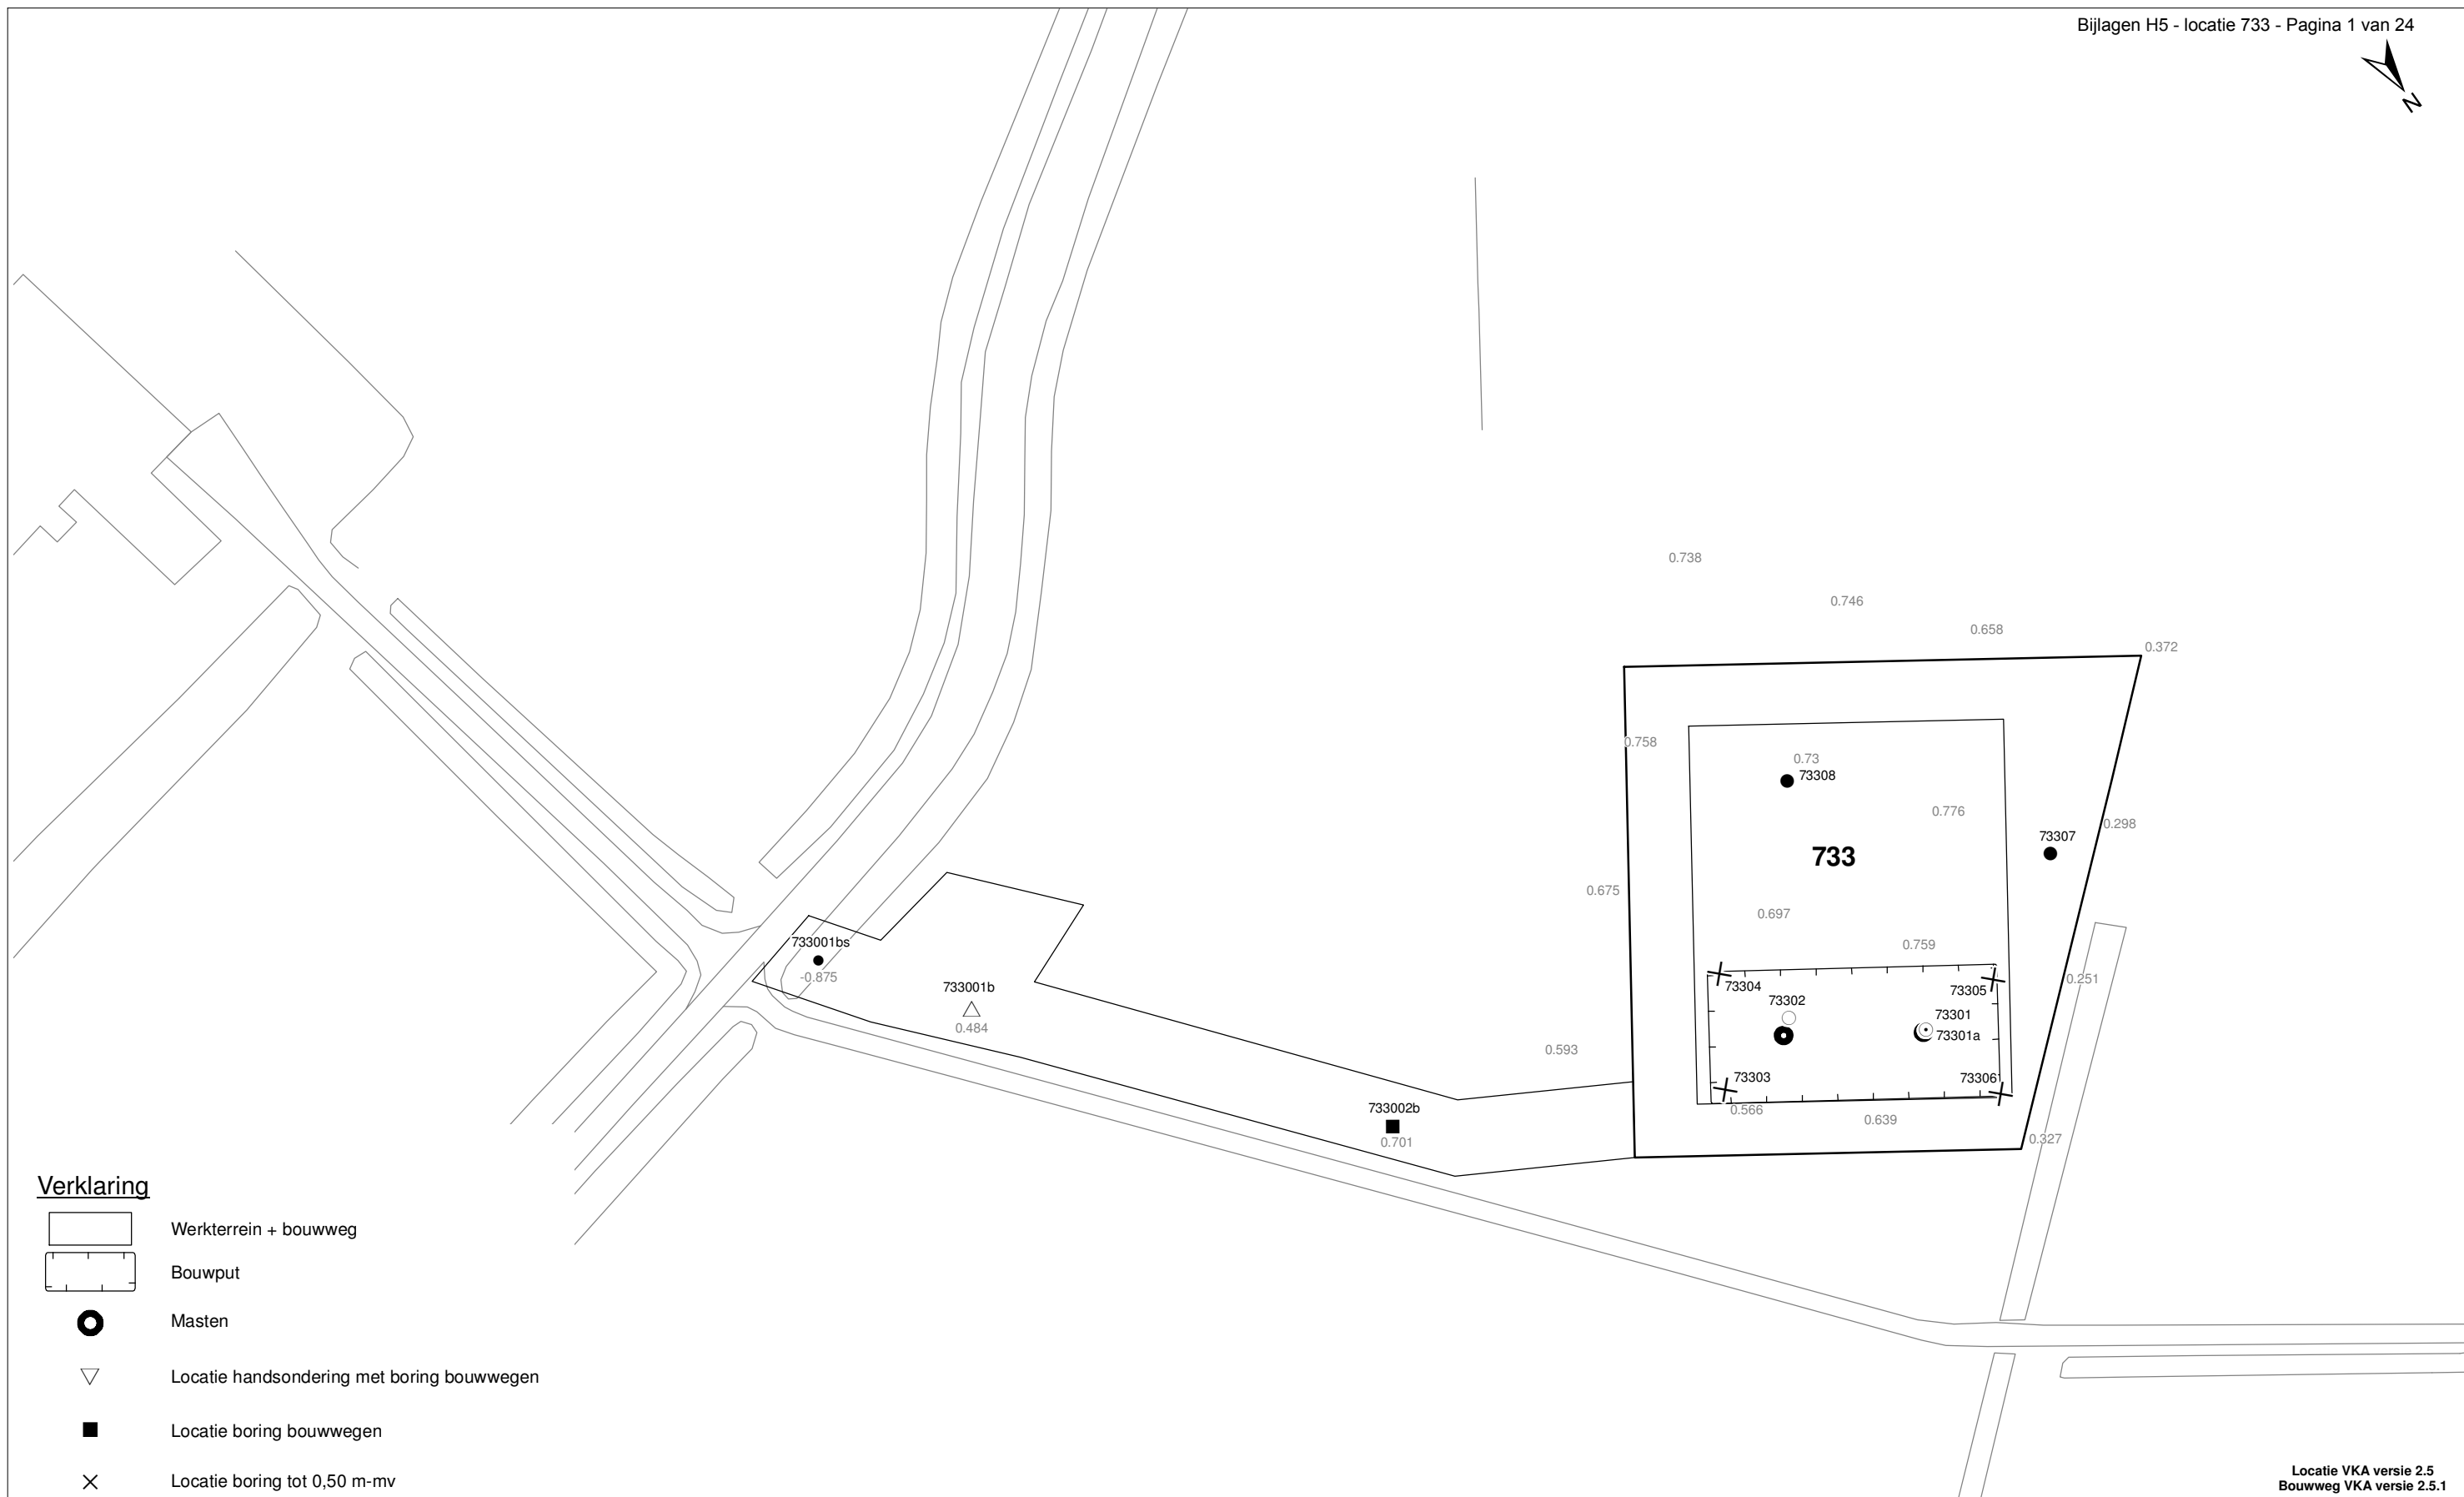 Bijlagen H5 - locatie 733 - Pagina 1 van 24
N
0.738
0.746
0.658
0.372
0.758
0.73
73308
0.776
0.298
73307
733
0.675
0.697
0.759
733001bs
-0.875
0.251
73304
73305
733001b
73302
73301
0.484
73301a
0.593
73303
73306
733002b
0.566
0.639
0.701
0.327
Verklaring
Werkterrein + bouwweg
Bouwput
Masten
Locatie handsondering met boring bouwwegen
Locatie boring bouwwegen
Locatie boring tot 0,50 m-mv
Locatie VKA versie 2.5
Bouwweg VKA versie 2.5.1